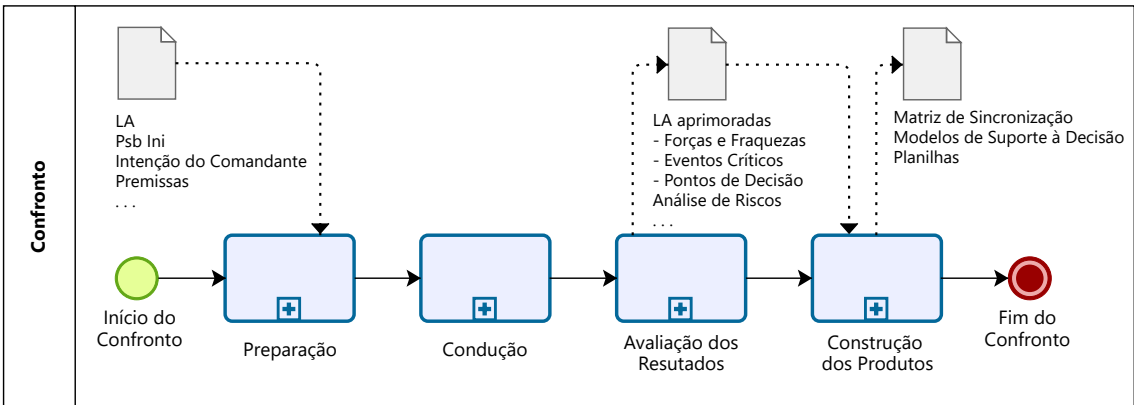 Confronto
LA
Psb Ini
Intenção do Comandante
Premissas
. . .
LA aprimoradas
- Forças e Fraquezas
- Eventos Críticos
- Pontos de Decisão
Análise de Riscos
. . .
Matriz de Sincronização
Modelos de Suporte à Decisão
Planilhas
Início do
Confronto
Preparação
Condução
Avaliação dos
Resutados
Construção
dos Produtos
Fim do
Confronto